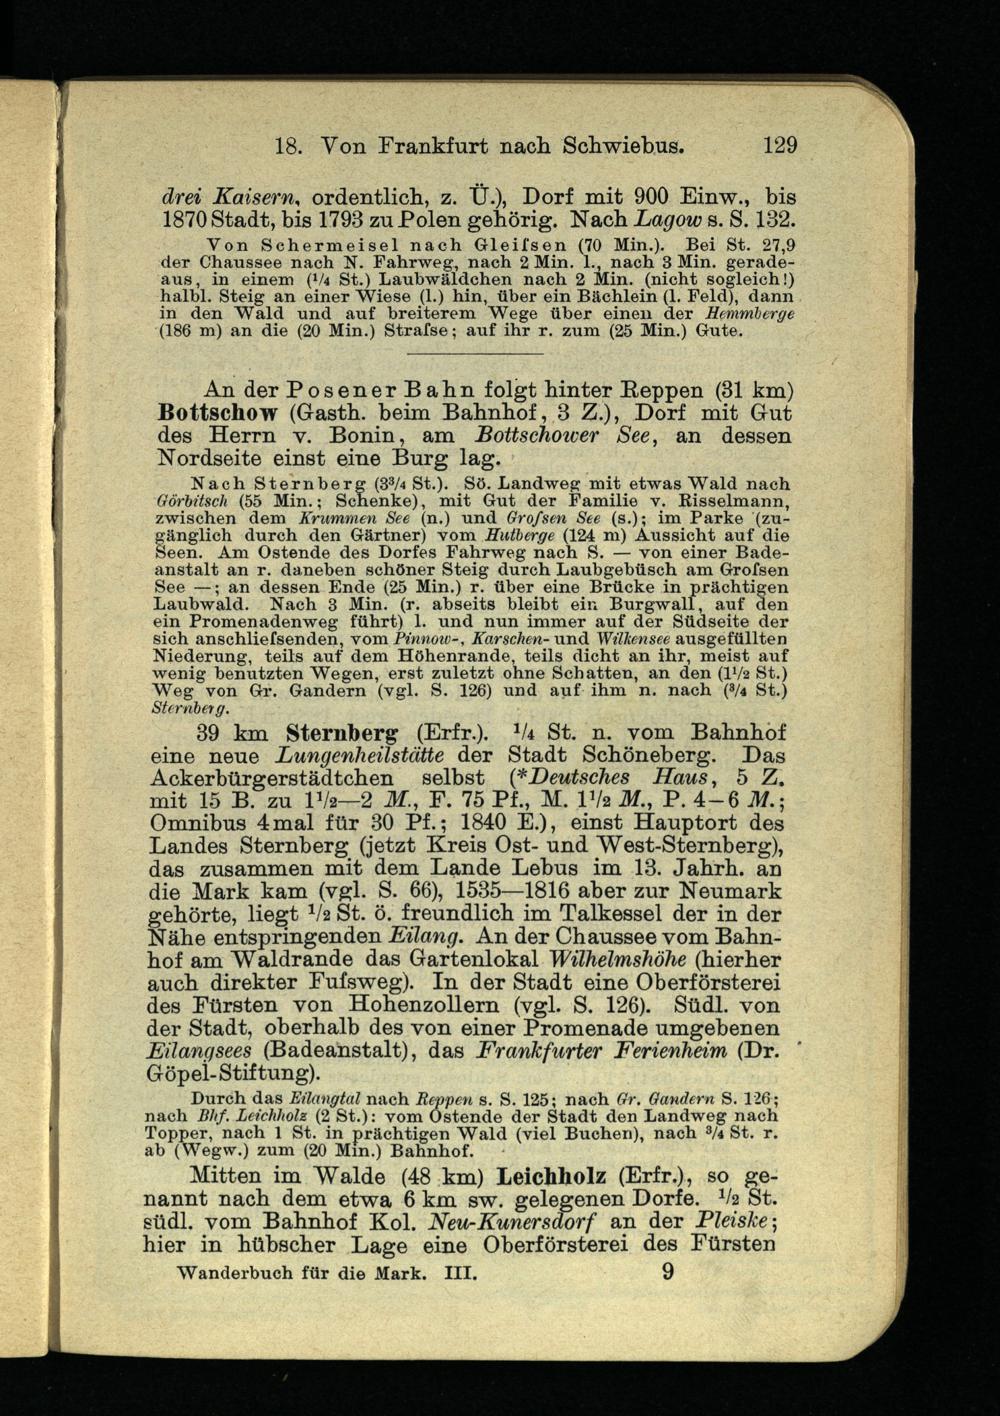 18. Von Frankfurt nach Schwiebus. 129
drei Kaisern, ordentlich, z. Ü.), Dorf mit 900 Einw., bis
1870 Stadt, bis 1793 zu Polen gehörig. Nach Lagow s. S. 132.
Von Schermeisel nach Gleiſsen (70 Min.). Bei St. 27,9
der Chaussee nach N. Fahrweg, nach 2 Min. l., nach 3 Min. gerade-
aus, in einem (1/4 St.) Laubwäldchen nach 2 Min. (nicht sogleich!)
halbl. Steig an einer Wiese (l.) hin, über ein Bächlein (l. Feld), dann
in den Wald und auf breiterem Wege über einen der Hemmberge
(186 m) an die (20 Min.) Straſse; auf ihr r. zum (25 Min.) Gute.
An der Posener Bahn folgt hinter Reppen (31 km)
Bottschow (Gasth. beim Bahnhof, 3 Z.), Dorf mit Gut
des Herrn v. Bonin, am Bottschower See, an dessen
Nordseite einst eine Burg lag.
Nach Sternberg (3 3/4 St.). Sö. Landweg mit etwas Wald nach
Görbitsch (55 Min.; Schenke), mit Gut der Familie v. Risselmann,
zwischen dem Krummen See (n.) und Groſsen See (s.); im Parke (zu-
gänglich durch den Gärtner) vom Hutberge (124 m) Aussicht auf die
Seen. Am Ostende des Dorfes Fahrweg nach S. — von einer Bade-
anstalt an r. daneben schöner Steig durch Laubgebüsch am Groſsen
See —; an dessen Ende (25 Min.) r. über eine Brücke in prächtigen
Laubwald. Nach 3 Min. (r. abseits bleibt ein Burgwall, auf den
ein Promenadenweg führt) l. und nun immer auf der Südseite der
sich anschlieſsenden, vom Pinnow-, Karschen- und Wilkensee ausgefüllten
Niederung, teils auf dem Höhenrande, teils dicht an ihr, meist auf
wenig benutzten Wegen, erst zuletzt ohne Schatten, an den (1 1/2 St.)
Weg von Gr. Gandern (vgl. S. 126) und auf ihm n. nach (3/4 St.)
Sternberg.
39 km Sternberg (Erfr.). 1/4 St. n. vom Bahnhof
eine neue Lungenheilstätte der Stadt Schöneberg. Das
Ackerbürgerstädtchen selbst (*Deutsches Haus, 5 Z.
mit 15 B. zu 1 1/2—2 M., F. 75 Pf., M. 1 1/2 M., P. 4–6 M.;
Omnibus 4mal für 30 Pf.; 1840 E.), einst Hauptort des
Landes Sternberg (jetzt Kreis Ost- und West-Sternberg),
das zusammen mit dem Lande Lebus im 13. Jahrh. an
die Mark kam (vgl. S. 66), 1535—1816 aber zur Neumark
gehörte, liegt 1/2 St. ö. freundlich im Talkessel der in der
Nähe entspringenden Eilang. An der Chaussee vom Bahn-
hof am Waldrande das Gartenlokal Wilhelmshöhe (hierher
auch direkter Fuſsweg). In der Stadt eine Oberförsterei
des Fürsten von Hohenzollern (vgl. S. 126). Südl. von
der Stadt, oberhalb des von einer Promenade umgebenen
Eilangsees (Badeanstalt), das Frankfurter Ferienheim (Dr.
Göpel-Stiftung).
Durch das Eilangtal nach Reppen s. S. 125; nach Gr. Gandern S. 126;
nach Bhf. Leichholz (2 St.): vom Ostende der Stadt den Landweg nach
Topper, nach 1 St. in prächtigen Wald (viel Buchen), nach 3/4 St. r.
ab (Wegw.) zum (20 Min.) Bahnhof.
Mitten im Walde (48 km) Leichholz (Erfr.), so ge-
nannt nach dem etwa 6 km sw. gelegenen Dorfe. 1/2 St.
südl. vom Bahnhof Kol. Neu-Kunersdorf an der Pleiske;
hier in hübscher Lage eine Oberförsterei des Fürsten
Wanderbuch für die Mark. III. 9